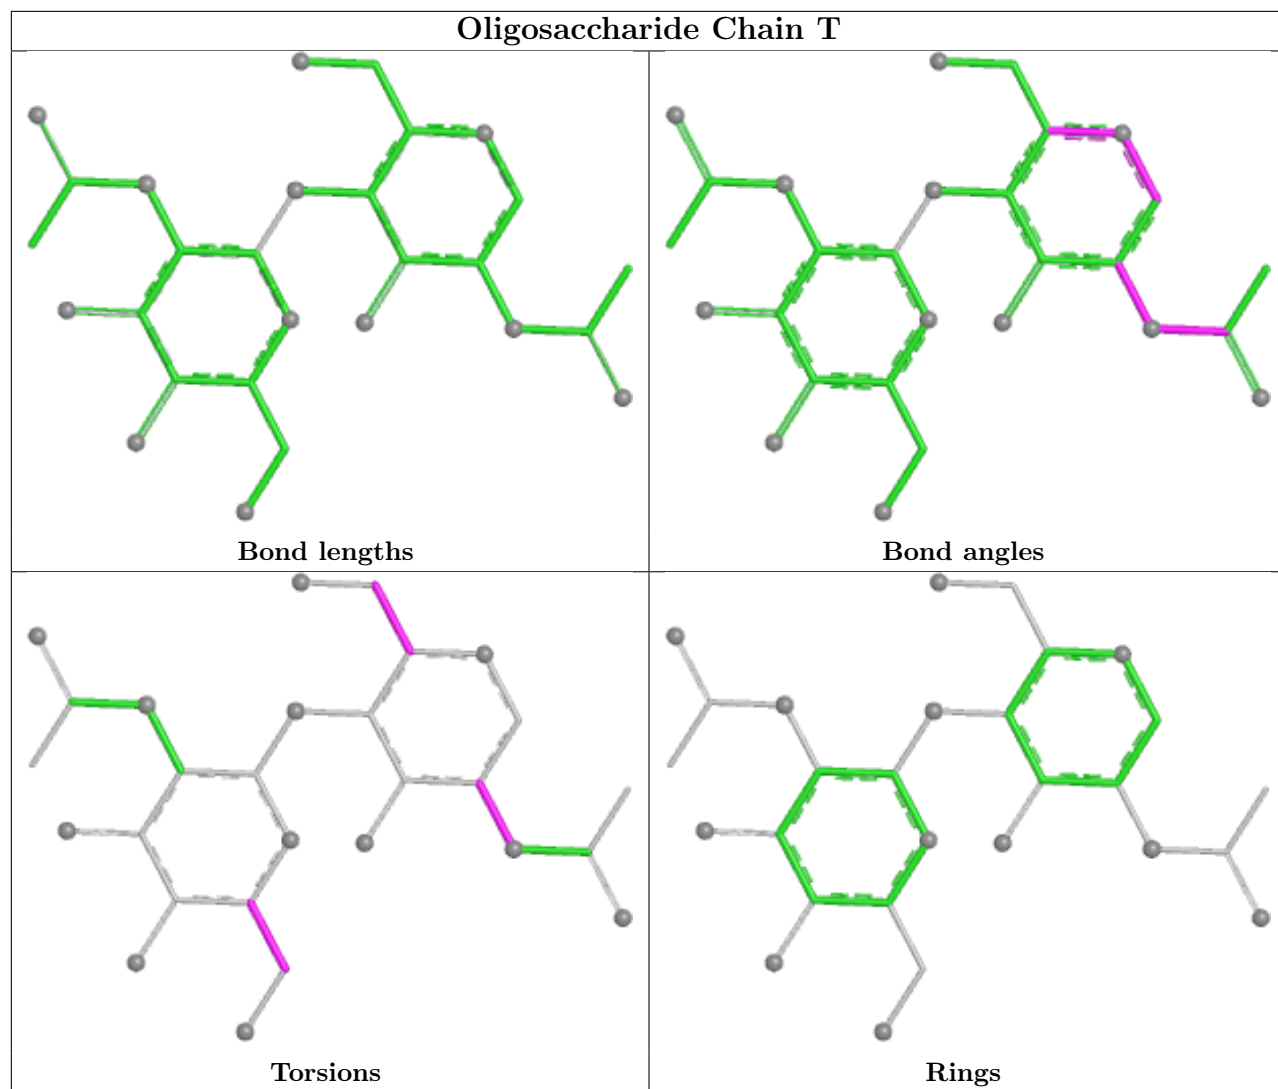 Oligosaccharide Chain T
Bond lengths
Bond angles
Torsions
Rings